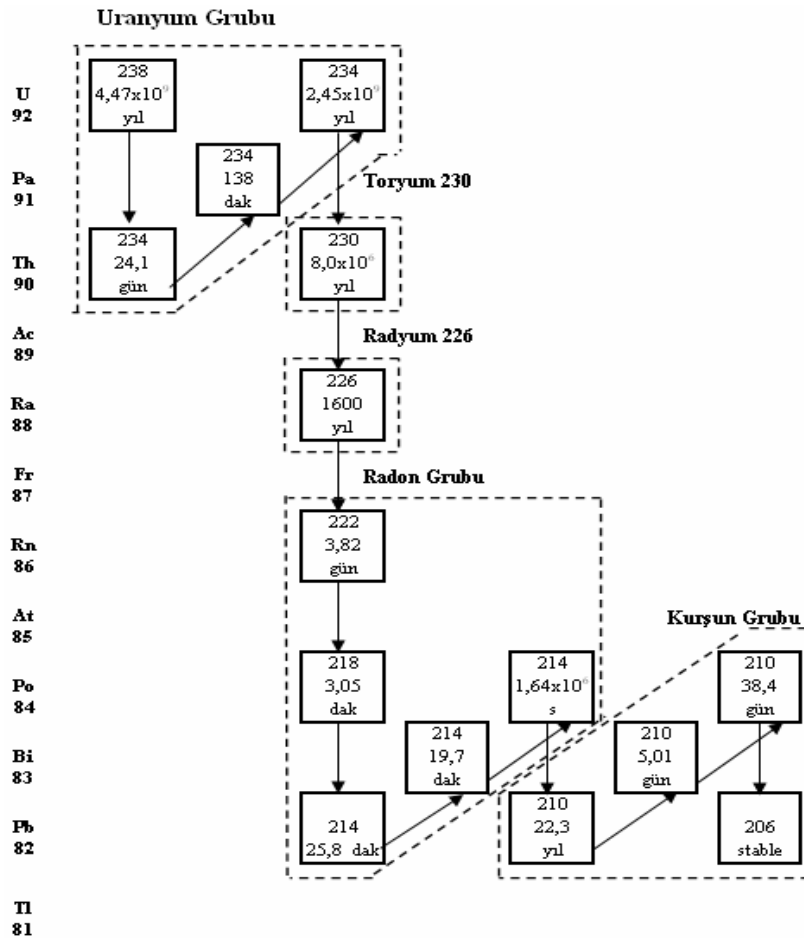 Uranyum Grubu
U
92
238
4,47x10⁹
yıl
234
2,45x10⁹
yıl
Pa
91
234
138
dak
Toryum 230
Th
90
234
24,1
gün
230
8,0x10⁶
yıl
Ac
89
Radyum 226
Ra
88
226
1600
yıl
Fr
87
Radon Grubu
Rn
86
222
3,82
gün
At
85
Kurşun Grubu
Po
84
218
3,05
dak
214
1,64x10⁶
s
210
38,4
gün
Bi
83
214
19,7
dak
210
5,01
gün
Pb
82
214
25,8 dak
210
22,3
yıl
206
stable
Tl
81